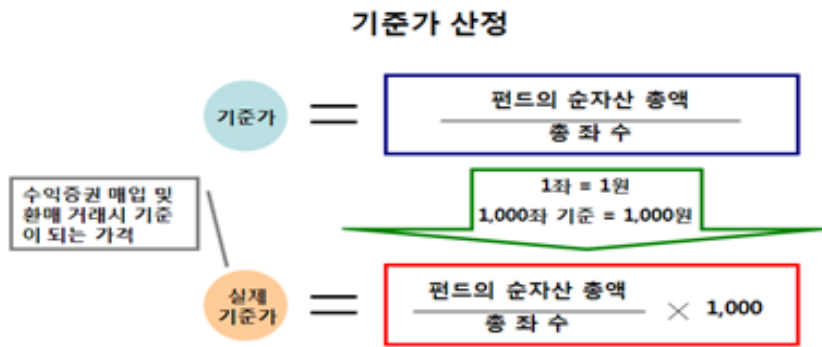 기준가 산정
기준가
=
펀드의 순자산 총액
총 좌 수
수익증권 매입 및
환매 거래시 기준
이 되는 가격
1좌 = 1원
1,000좌 기준 = 1,000원
실제
기준가
=
펀드의 순자산 총액
총 좌 수
× 1,000